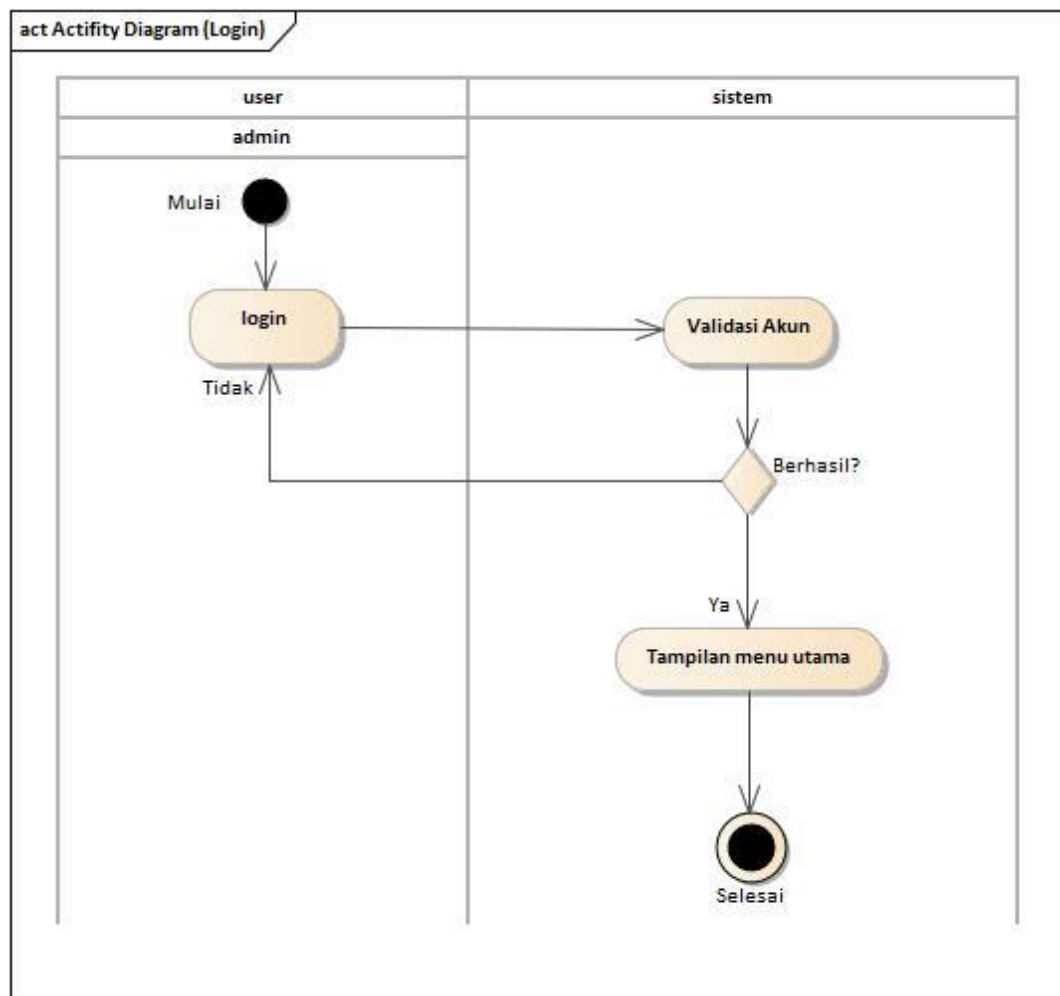 act Actifity Diagram (Login)
user
sistem
admin
Mulai
login
Validasi Akun
Tidak
Berhasil?
Ya
Tampilan menu utama
Selesai